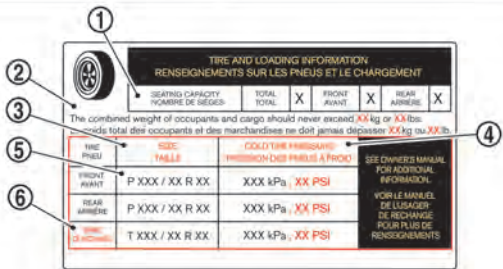 ①
②
③
④
⑤
⑥
TIRE AND LOADING INFORMATION
RENSEIGNEMENTS SUR LES PNEUS ET LE CHARGEMENT
SEATING CAPACITY
NOMBRE DE SIÈGES
TOTAL
TOTAL
X
FRONT
AVANT
X
REAR
ARRIÈRE
X
The combined weight of occupants and cargo should never exceed XX kg or XX lbs.
poids total des occupants et des marchandises ne doit jamais dépasser XX kg ou XX lb.
TIRE
PNEU
SIZE
TAILLE
COLD TIRE PRESSURE
PRESSION DES PNEUS À FROID
FRONT
AVANT
P XXX / XX R XX
XXX kPa, XX PSI
REAR
ARRIÈRE
P XXX / XX R XX
XXX kPa, XX PSI
T XXX / XX R XX
XXX kPa, XX PSI
SEE OWNER'S MANUAL
FOR ADDITIONAL
INFORMATION.
VOIR LE MANUEL
DE L'USAGER
DE RECHANGE
POUR PLUS DE
RENSEIGNEMENTS